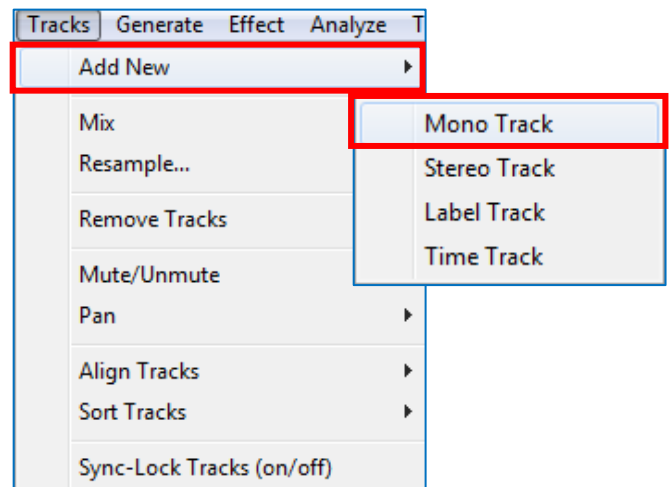 Tracks Generate Effect Analyze T
Add New
Mono Track
Stereo Track
Label Track
Time Track
Mix
Resample...
Remove Tracks
Mute/Unmute
Pan
Align Tracks
Sort Tracks
Sync-Lock Tracks (on/off)